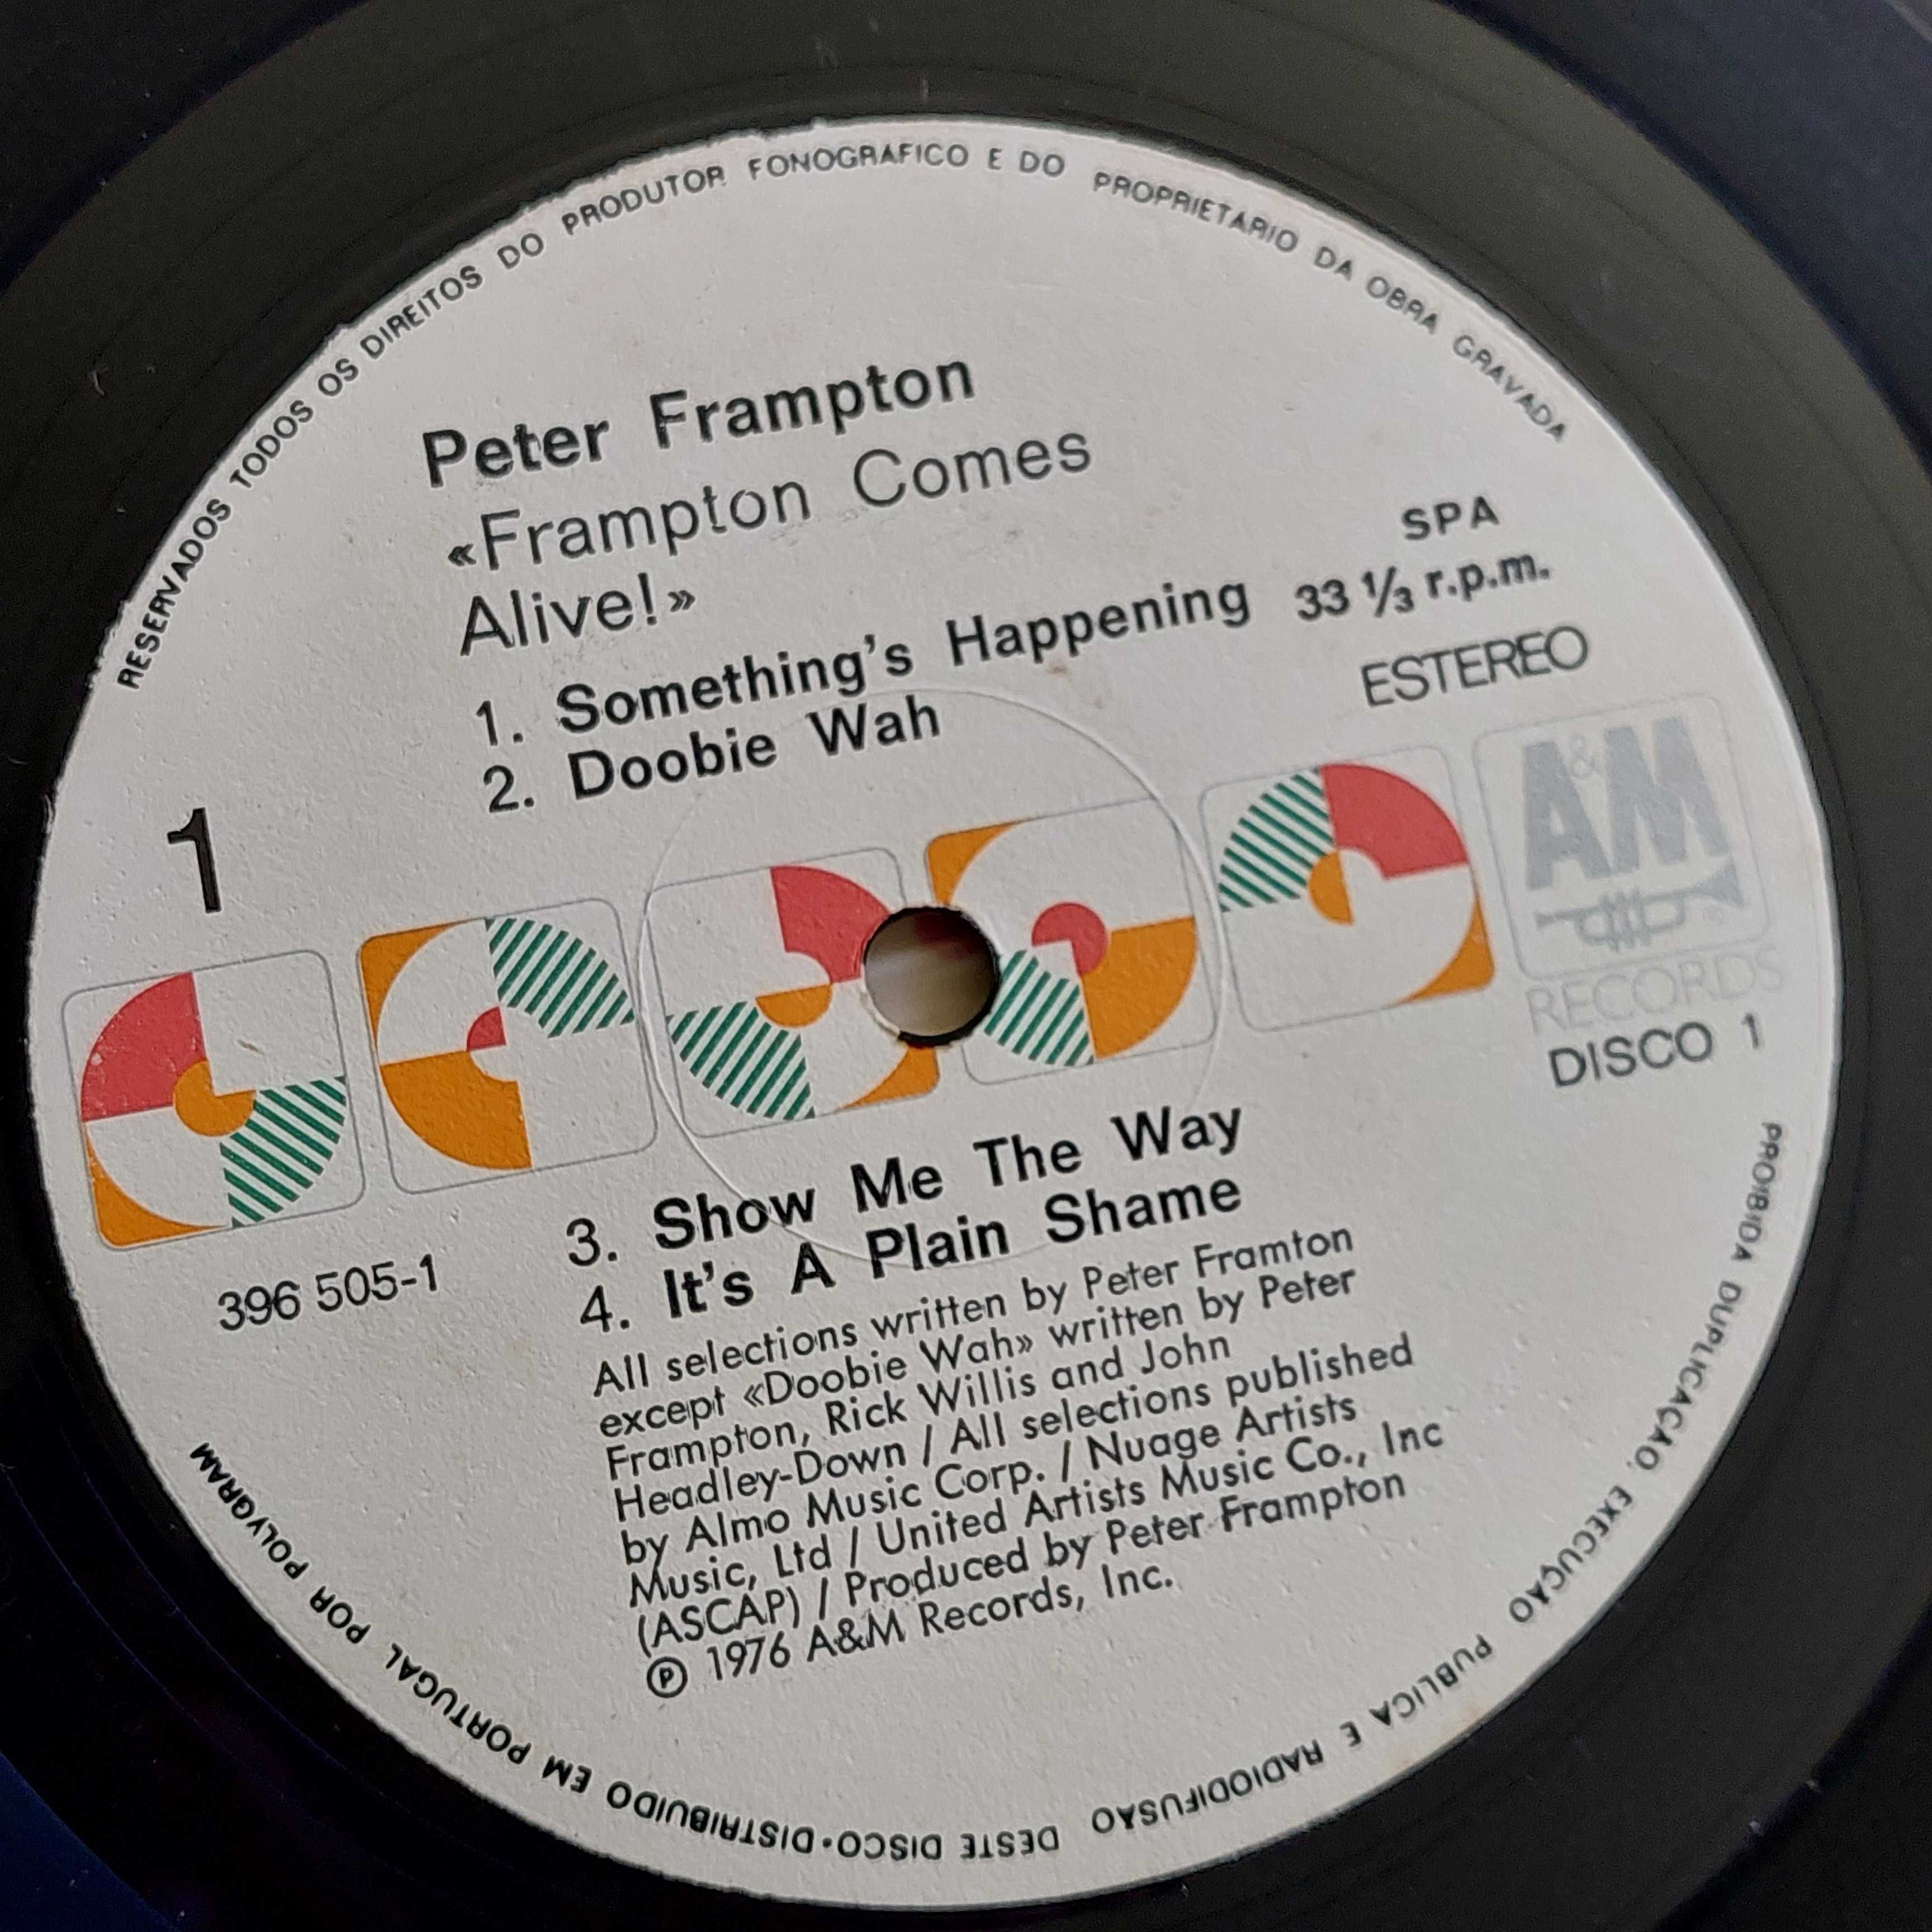 RESERVADOS TODOS OS DIREITOS DO PRODUTOR FONOGRAFICO E DO PROPRIETARIO DA OBRA GRAVADA
Peter Frampton
«Frampton Comes
Alive!»
SPA
33 1/3 r.p.m.
ESTEREO
1. Something's Happening
2. Doobie Wah
1
A&M
RECORDS
DISCO 1
396 505-1
3. Show Me The Way
4. It's A Plain Shame
All selections written by Peter Framton
except «Doobie Wah» written by Peter
Frampton, Rick Willis and John
Headley-Down / All selections published
by Almo Music Corp. / Nuage Artists
Music, Ltd / United Artists Music Co., Inc
(ASCAP) / Produced by Peter Frampton
℗ 1976 A&M Records, Inc.
PROIBIDA DUPLICAÇAO, EXECUÇAO PUBLICA E RADIODIFUSAO DESTE DISCO•DISTRIBUIDO EM PORTUGAL POR POLYGRAM